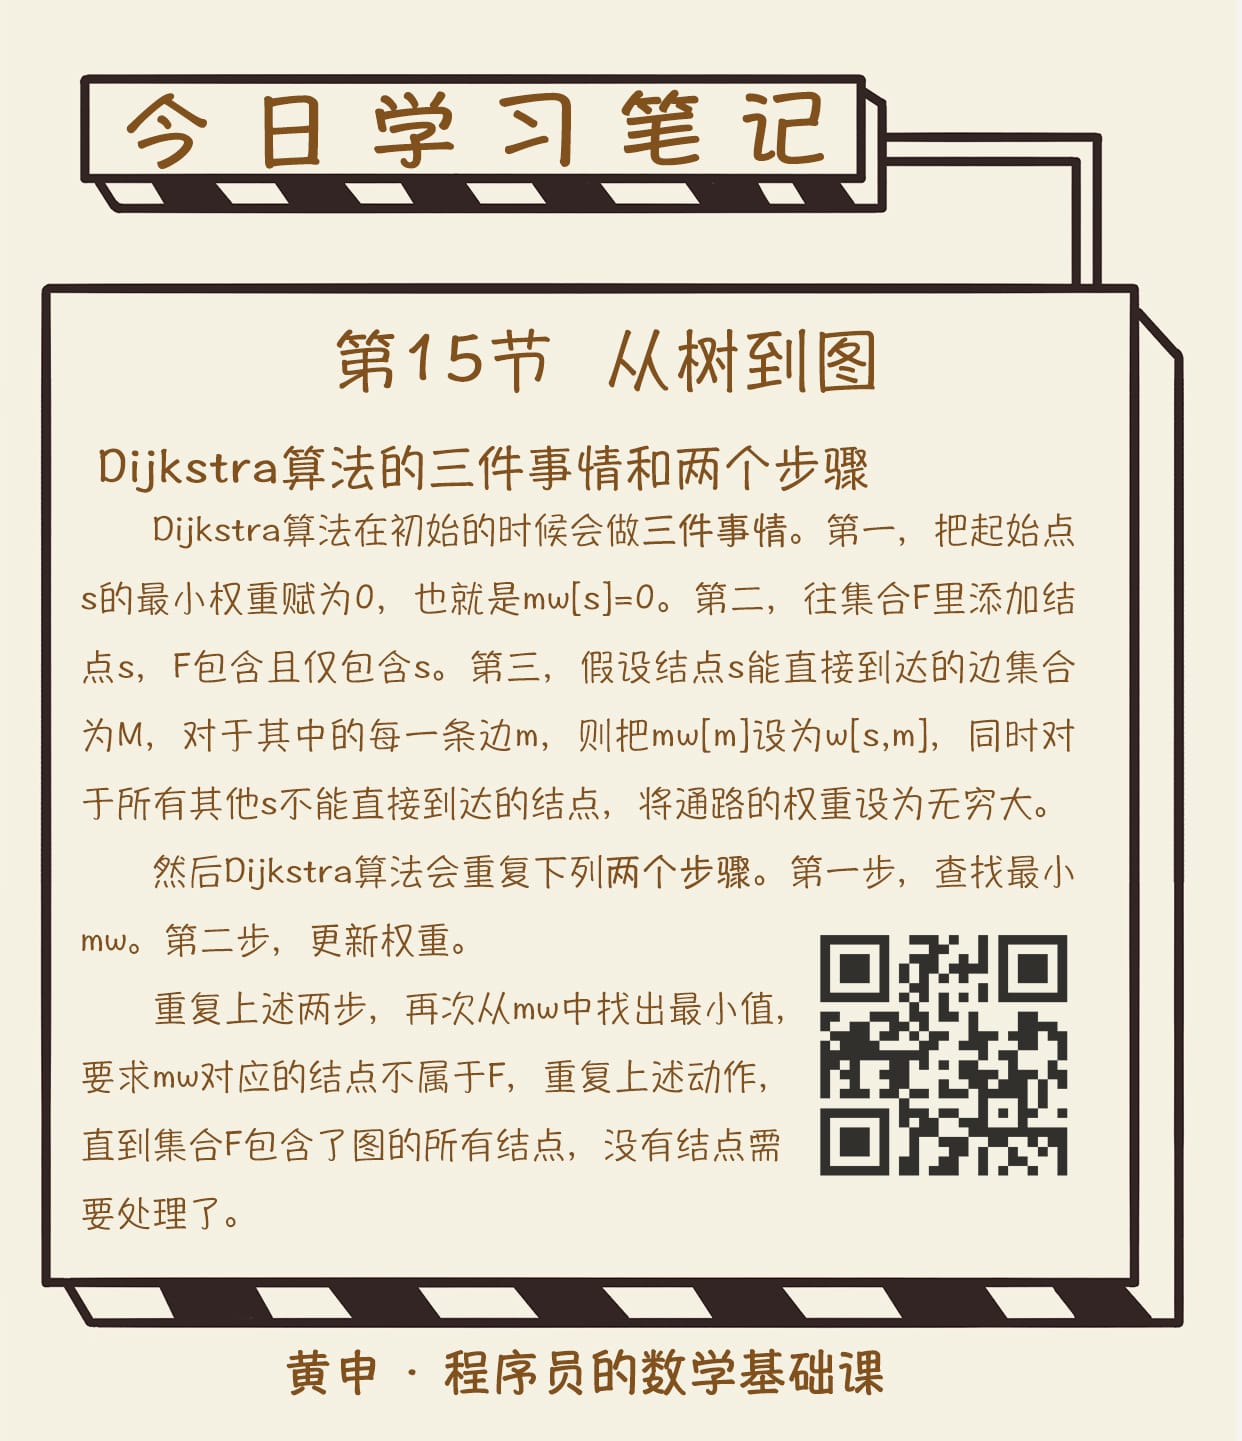 今日学习笔记
第15节 从树到图
Dijkstra算法的三件事情和两个步骤
Dijkstra算法在初始的时候会做三件事情。第一，把起始点
s的最小权重赋为0，也就是mw[s]=0。第二，往集合F里添加结
点s，F包含且仅包含s。第三，假设结点s能直接到达的边集合
为M，对于其中的每一条边m，则把mw[m]设为w[s,m]，同时对
于所有其他s不能直接到达的结点，将通路的权重设为无穷大。
然后Dijkstra算法会重复下列两个步骤。第一步，查找最小
mw。第二步，更新权重。
重复上述两步，再次从mw中找出最小值，
要求mw对应的结点不属于F，重复上述动作，
直到集合F包含了图的所有结点，没有结点需
要处理了。
黄申 · 程序员的数学基础课